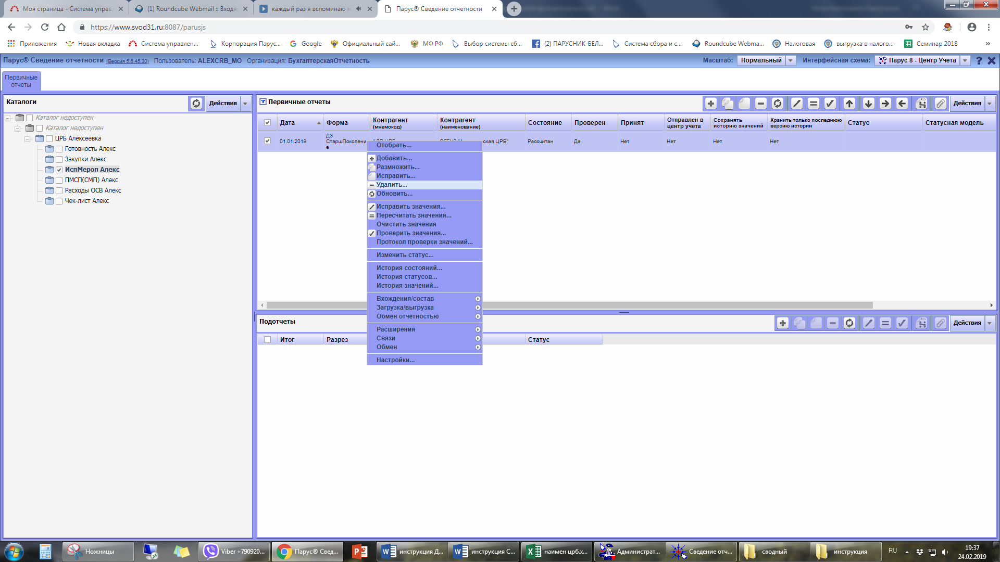 Моя страница - Система управ
(1) Roundcube Webmail :: Входя
каждый раз я вспоминаю н
Парус® Сведение отчетности
https://www.svod31.ru:8087/parusjs
Приложения
Новая вкладка
Система управлен...
Корпорация Парус...
Google
Официальный сай...
МФ РФ
Выбор системы сб...
(2) ПАРУСНИК-БЕЛ...
Система сбора и с...
Roundcube Webma...
Налоговая
выгрузка в налого...
Семинар 2018
»
Парус® Сведение отчетности (Версия 5.6.45.30) Пользователь: ALEXCRB_MO Организация: БухгалтерскаяОтчетность
Масштаб: Нормальный
Интерфейсная схема: Парус 8 - Центр Учета
Первичные
отчеты
Каталоги
Действия
Каталог недоступен
Каталог недоступен
ЦРБ Алексеевка
Готовность Алекс
Закупки Алекс
ИспМероп Алекс
ПМСП(СМП) Алекс
Расходы ОСВ Алекс
Чек-лист Алекс
Первичные отчеты
Действия
Дата
Форма
Контрагент
(мнемокод)
Контрагент
(наименование)
Состояние
Проверен
Принят
Отправлен в
центр учета
Сохранять
историю значений
Хранить только последнюю
версию истории
Статус
Статусная модель
01.01.2019
ДЗ
СтаршПоколени
е
ская ЦРБ"
Рассчитан
Да
Нет
Нет
Нет
Нет
Отобрать...
Добавить...
Размножить...
Исправить...
Удалить...
Обновить...
Исправить значения...
Пересчитать значения...
Очистить значения
Проверить значения...
Протокол проверки значений...
Изменить статус...
История состояний...
История статусов...
История значений...
Вхождения/состав
Загрузка/выгрузка
Обмен отчетностью
Расширения
Связи
Обмен
Настройки...
Подотчеты
Действия
Итог
Разрез
Статус
Ножницы
Viber +790920...
Парус® Свед...
инструкция Д...
инструкция С...
наимен црб.х...
Администрат...
Сведение отч...
сводный
инструкция
RU
19:37
24.02.2019